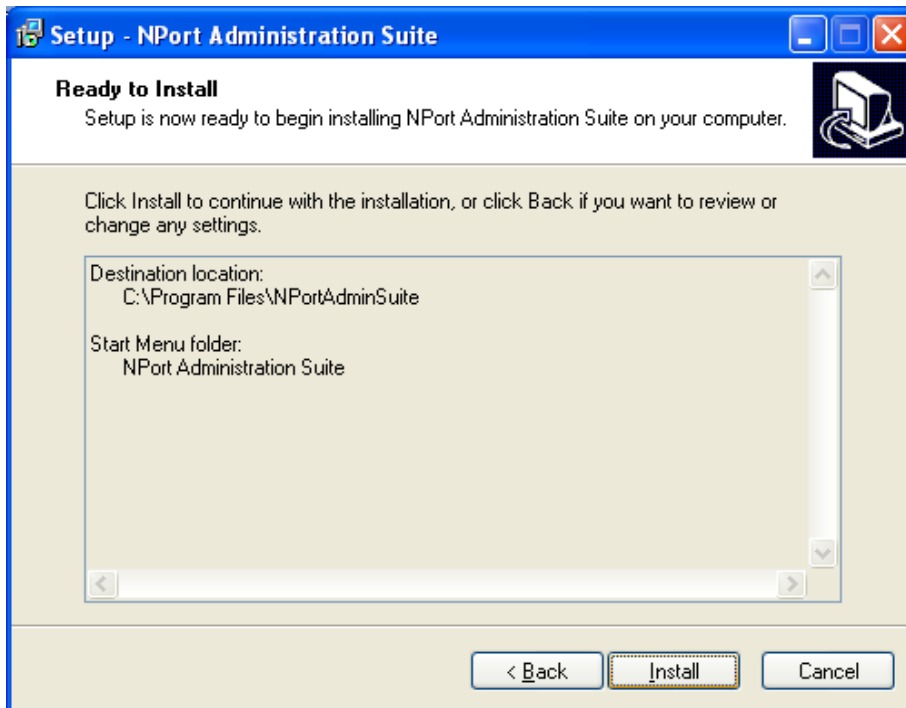 Setup - NPort Administration Suite
Ready to Install
Setup is now ready to begin installing NPort Administration Suite on your computer.
Click Install to continue with the installation, or click Back if you want to review or
change any settings.
Destination location:
C:\Program Files\NPortAdminSuite
Start Menu folder:
NPort Administration Suite
< Back
Install
Cancel